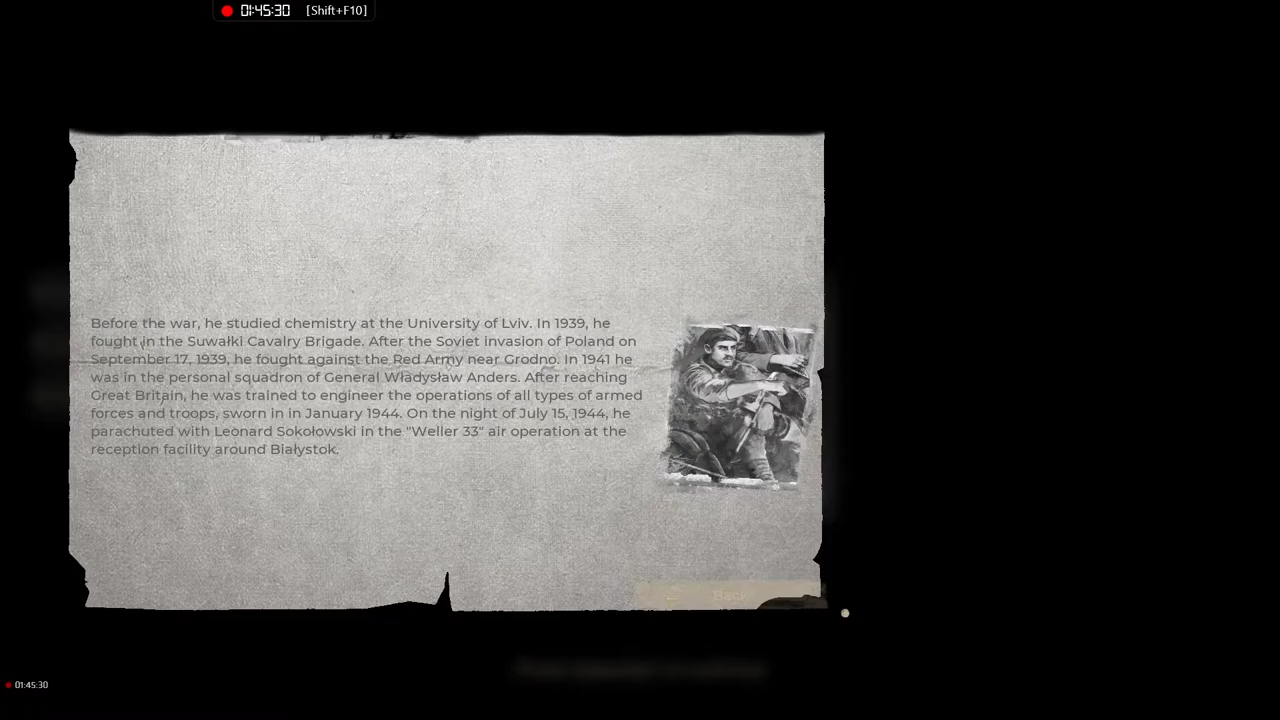 01:45:30 [Shift+F10]
Before the war, he studied chemistry at the University of Lviv. In 1939, he
fought in the Suwałki Cavalry Brigade. After the Soviet invasion of Poland on
September 17, 1939, he fought against the Red Army near Grodno. In 1941 he
was in the personal squadron of General Władysław Anders. After reaching
Great Britain, he was trained to engineer the operations of all types of armed
forces and troops, sworn in in January 1944. On the night of July 15, 1944, he
parachuted with Leonard Sokołowski in the "Weller 33" air operation at the
reception facility around Białystok.
Back
01:45:30